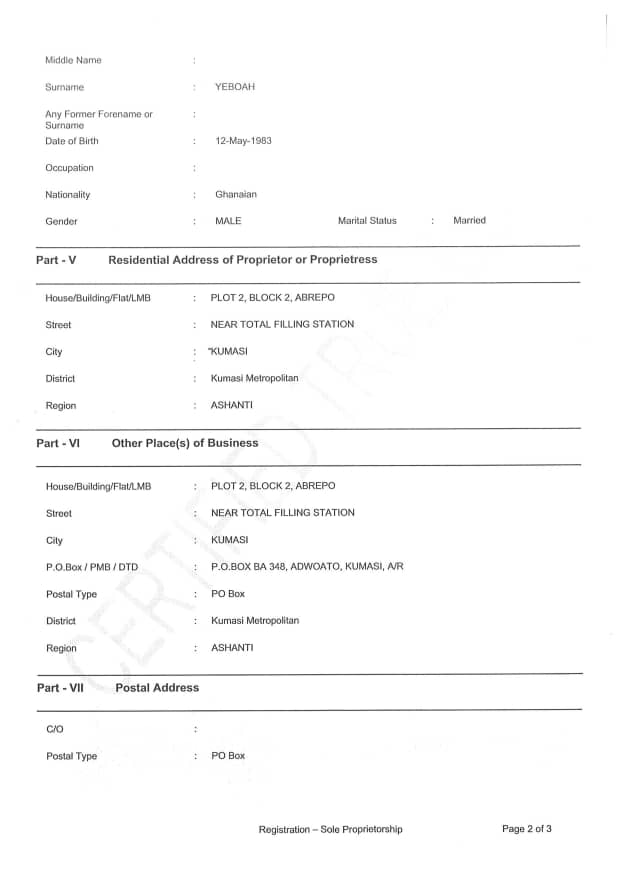 Middle Name :
Surname : YEBOAH
Any Former Forename or :
Surname
Date of Birth : 12-May-1983
Occupation :
Nationality : Ghanaian
Gender : MALE Marital Status : Married
Part - V Residential Address of Proprietor or Proprietress
House/Building/Flat/LMB : PLOT 2, BLOCK 2, ABREPO
Street : NEAR TOTAL FILLING STATION
City : "KUMASI
District : Kumasi Metropolitan
Region : ASHANTI
Part - VI Other Place(s) of Business
House/Building/Flat/LMB : PLOT 2, BLOCK 2, ABREPO
Street : NEAR TOTAL FILLING STATION
City : KUMASI
P.O.Box / PMB / DTD : P.O.BOX BA 348, ADWOATO, KUMASI, A/R
Postal Type : PO Box
District : Kumasi Metropolitan
Region : ASHANTI
Part - VII Postal Address
C/O :
Postal Type : PO Box
Registration – Sole Proprietorship Page 2 of 3
CERTIFIED TRUE